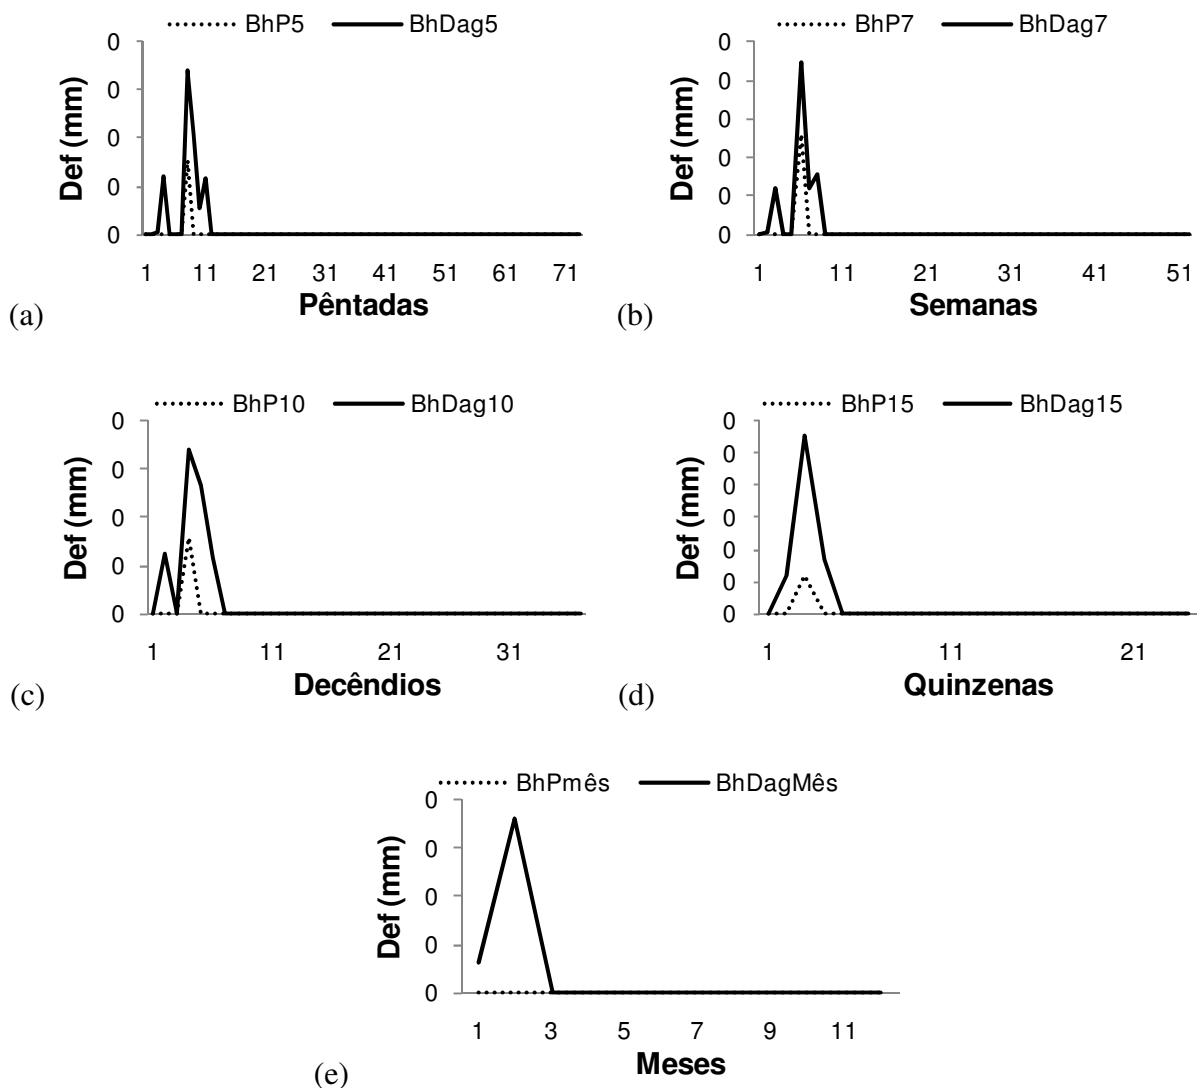 BhP5 BhDag5
0
0
0
0
0
Def (mm)
1 11 21 31 41 51 61 71
Pêntadas
(a)
BhP7 BhDag7
0
0
0
0
0
0
Def (mm)
1 11 21 31 41 51
Semanas
(b)
BhP10 BhDag10
0
0
0
0
0
Def (mm)
1 11 21 31
Decêndios
(c)
BhP15 BhDag15
0
0
0
0
0
0
0
Def (mm)
1 11 21
Quinzenas
(d)
BhPmês BhDagMês
0
0
0
0
0
Def (mm)
1 3 5 7 9 11
Meses
(e)